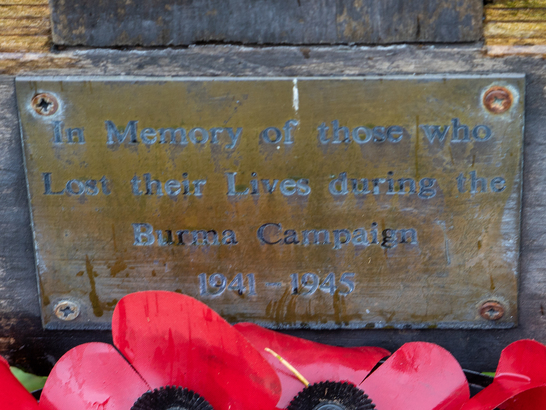 In Memory of those who
Lost their Lives during the
Burma Campaign
1941 - 1945